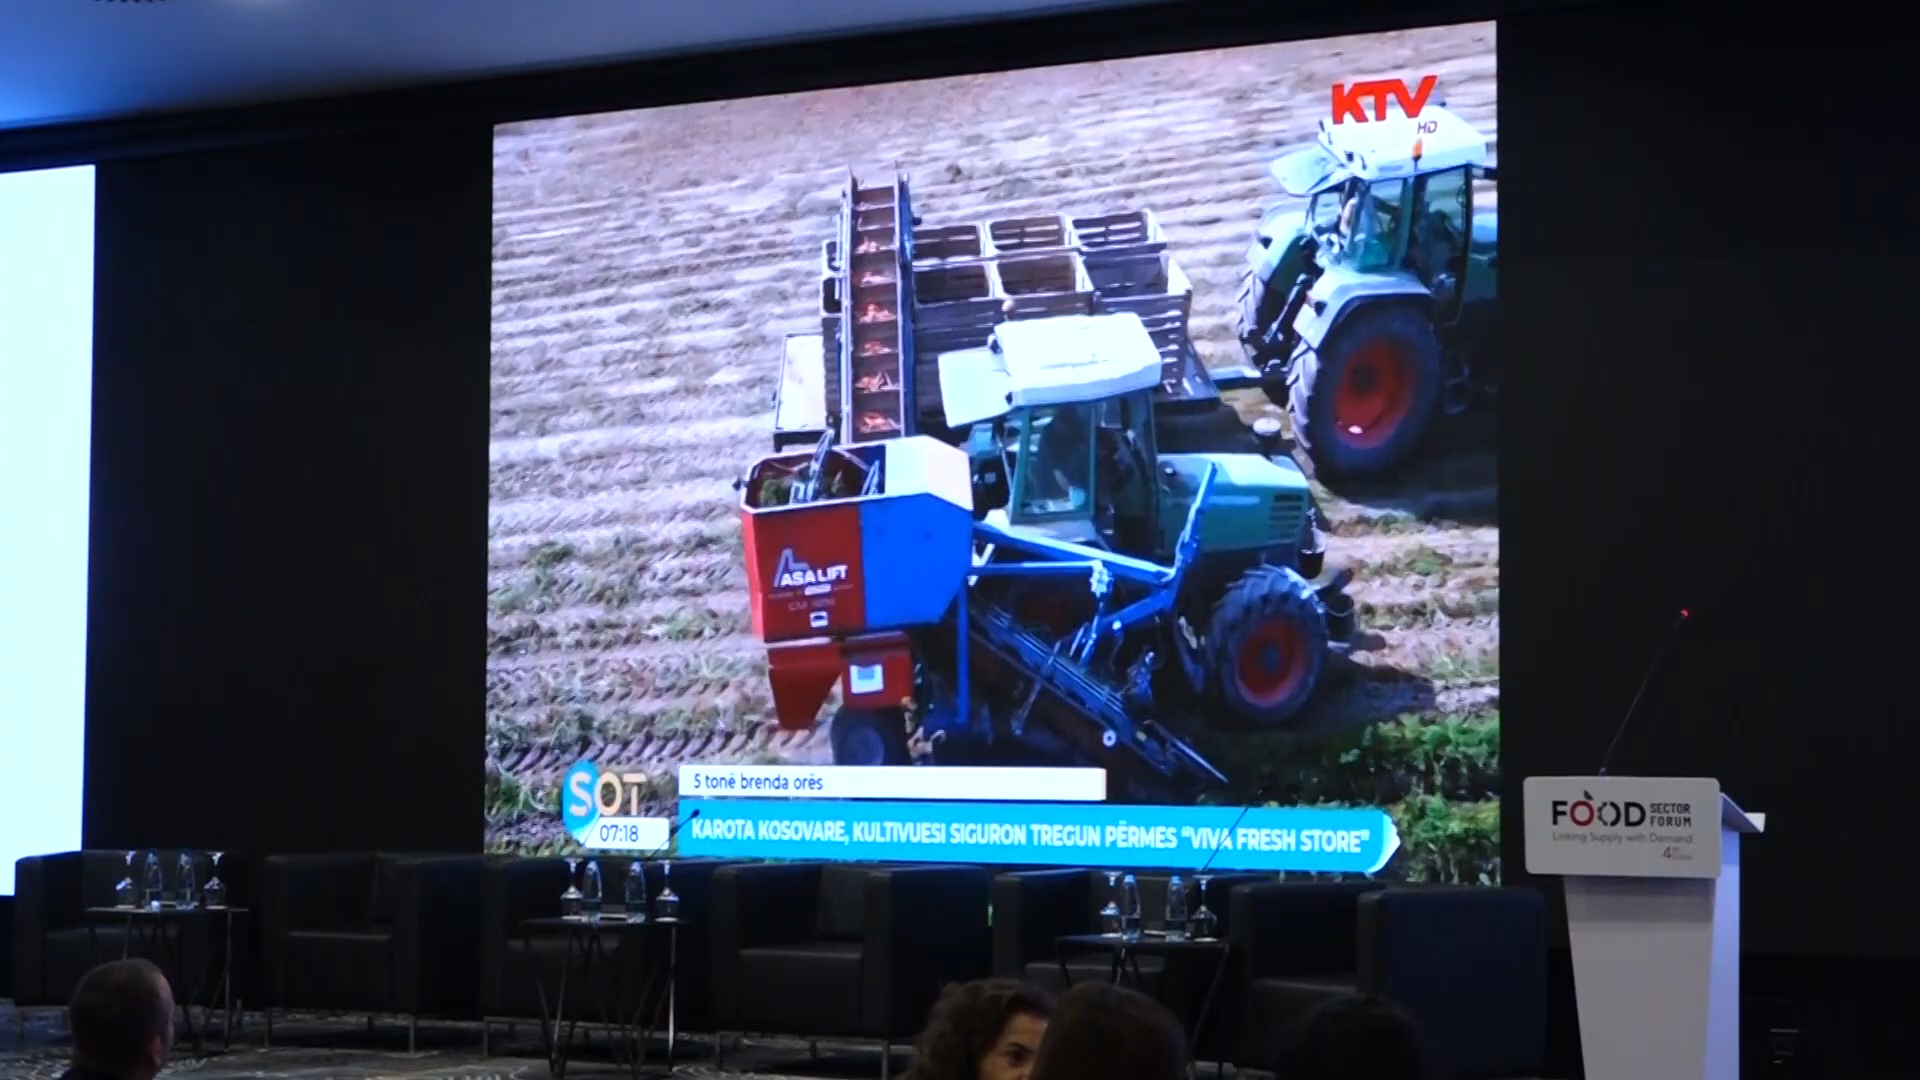 KTV
HD
ASA LIFT
SOT
07:18
5 tonë brenda orës
KAROTA KOSOVARE, KULTIVUESI SIGURON TREGUN PËRMES "VIVA FRESH STORE"
FOOD SECTOR
FORUM
Linking Supply with Demand
4